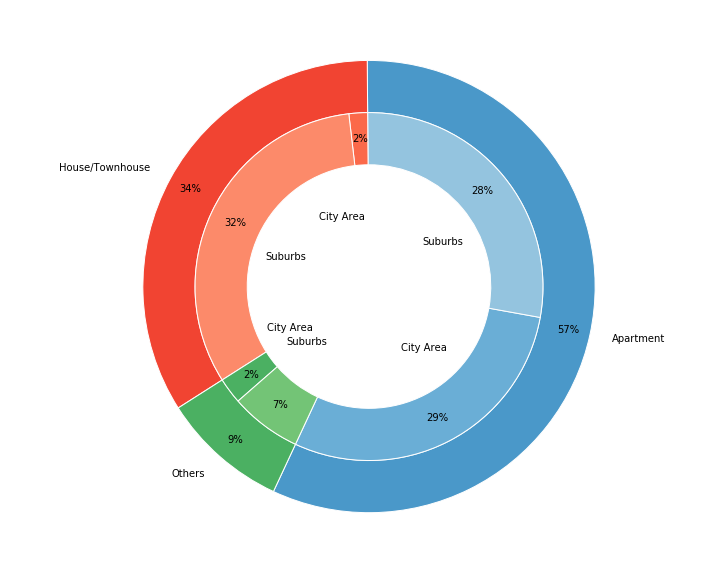 2%
House/Townhouse
34%
28%
32%
City Area
Suburbs
Suburbs
City Area
57%
Suburbs
Apartment
City Area
2%
7%
29%
9%
Others